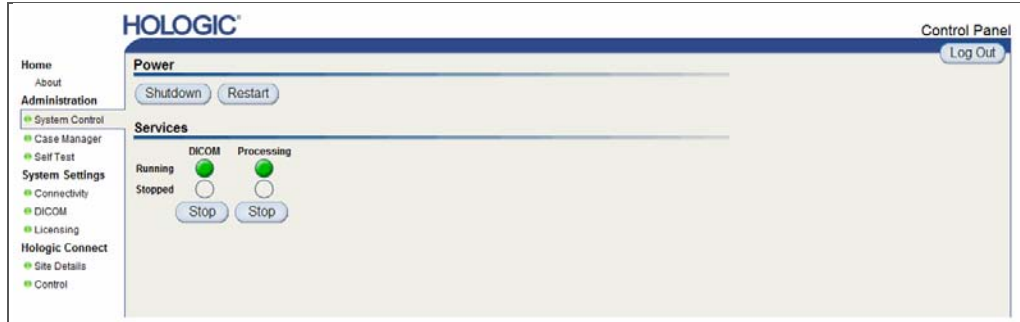 HOLOGIC®
Control Panel
Log Out
Home
About
Administration
System Control
Case Manager
Self Test
System Settings
Connectivity
DICOM
Licensing
Hologic Connect
Site Details
Control
Power
Shutdown Restart
Services
DICOM Processing
Running
Stopped
Stop Stop